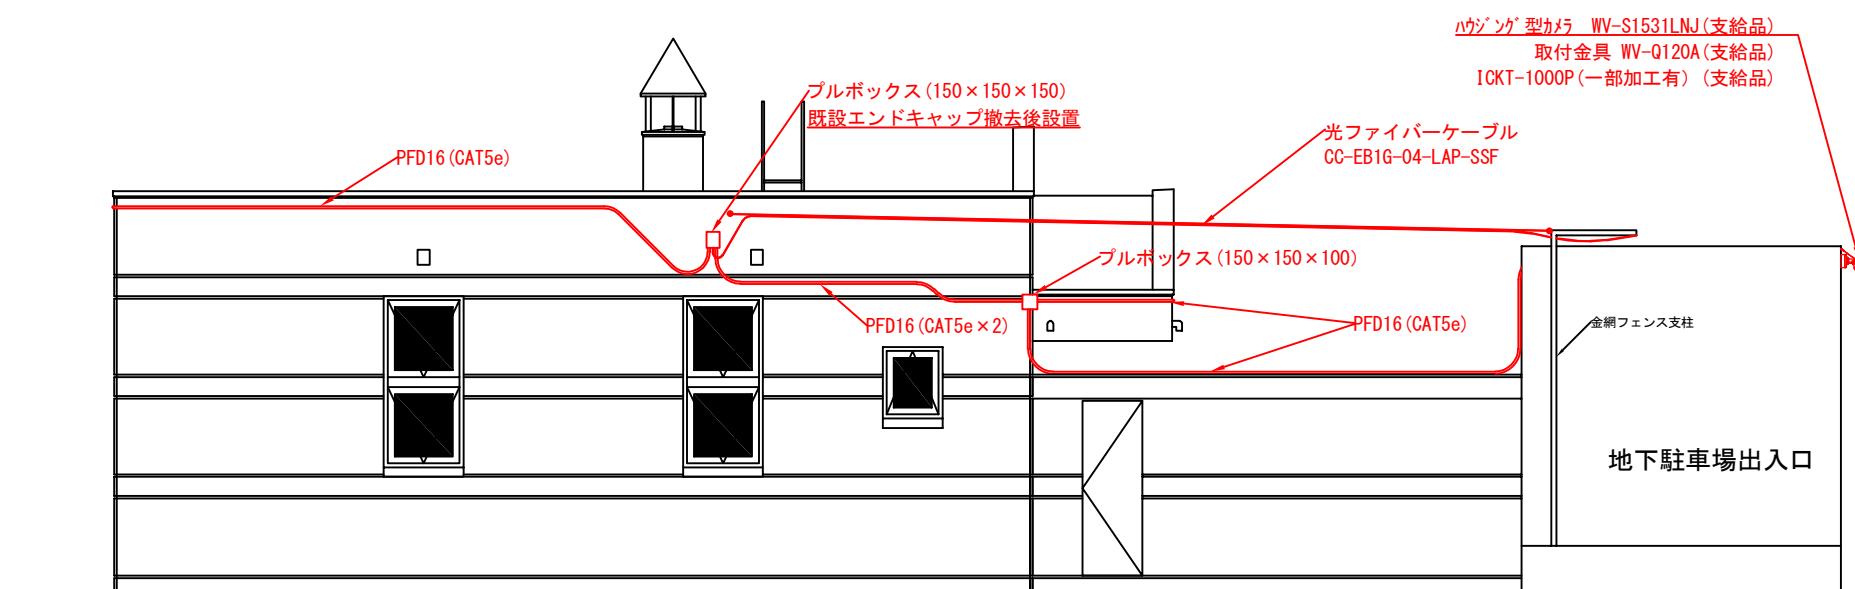 ﾊｳｼﾞﾝｸﾞ型ｶﾒﾗ　WV-S1531LNJ(支給品)
取付金具 WV-Q120A(支給品)
ICKT-1000P(一部加工有) (支給品)
プルボックス(150×150×150)
既設エンドキャップ撤去後設置
光ファイバーケーブル
CC-EB1G-04-LAP-SSF
PFD16(CAT5e)
プルボックス(150×150×100)
PFD16(CAT5e×2)
PFD16(CAT5e)
金網フェンス支柱
地下駐車場出入口